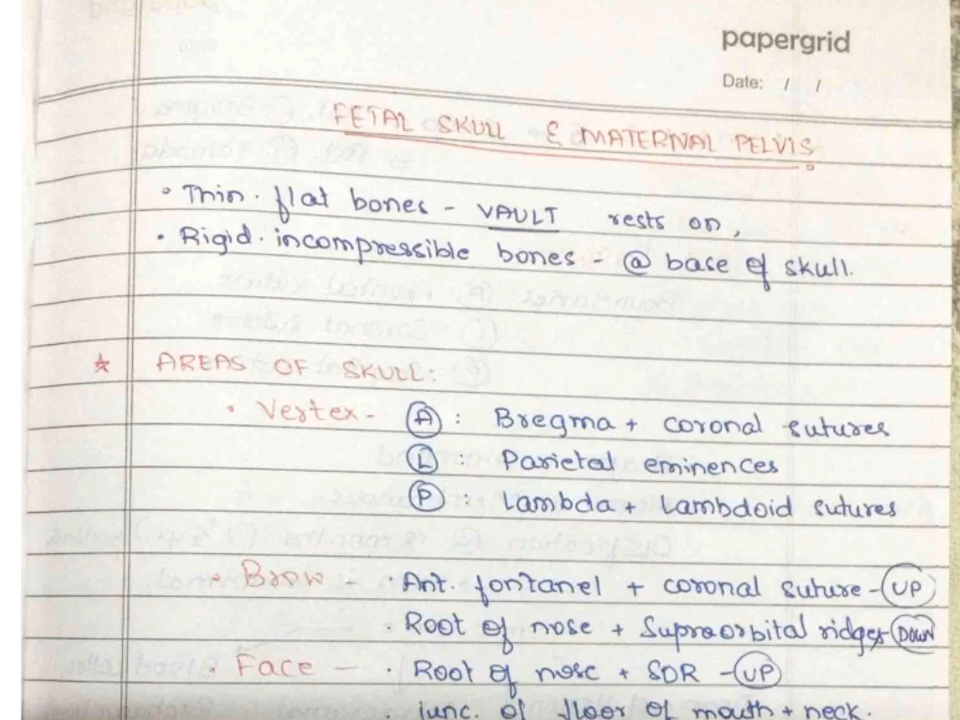 papergrid
Date: / /
FETAL SKULL & MATERNAL PELVIS
• Thin. flat bones - VAULT rests on,
• Rigid. incompressible bones - @ base of skull.
☆ AREAS OF SKULL:
• Vertex - Ⓐ : Bregma + coronal sutures
Ⓛ : Parietal eminences
Ⓟ : Lambda + Lambdoid sutures
• Brow - Ant. fontanel + coronal suture - UP
• Root of nose + Supraorbital ridges DOWN
• Face - • Root of nose + SOR - UP
• Junc. of floor of mouth + neck.